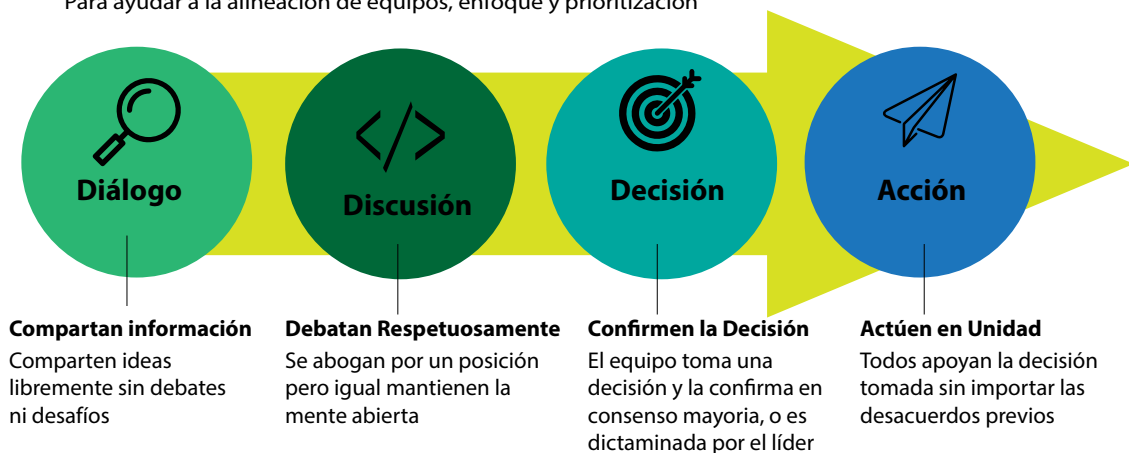 Para ayudar a la alineación de equipos, enfoque y prioritización
Diálogo
Discusión
Decisión
Acción
Compartan información
Comparten ideas
libremente sin debates
ni desafíos
Debatan Respetuosamente
Se abogan por un posición
pero igual mantienen la
mente abierta
Confirmen la Decisión
El equipo toma una
decisión y la confirma en
consenso mayoria, o es
dictaminada por el líder
Actúen en Unidad
Todos apoyan la decisión
tomada sin importar las
desacuerdos previos